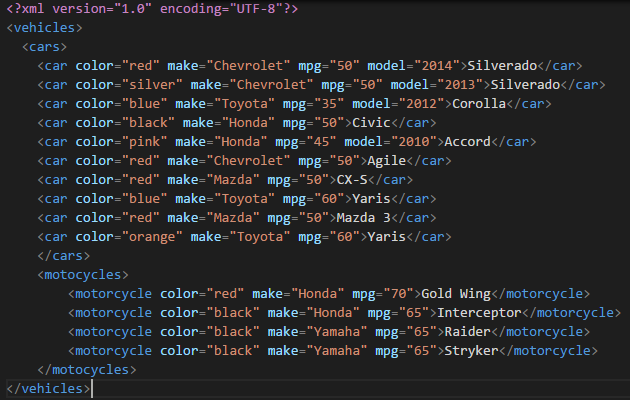 <?xml version="1.0" encoding="UTF-8"?>
<vehicles>
  <cars>
    <car color="red" make="Chevrolet" mpg="50" model="2014">Silverado</car>
    <car color="silver" make="Chevrolet" mpg="50" model="2013">Silverado</car>
    <car color="blue" make="Toyota" mpg="35" model="2012">Corolla</car>
    <car color="black" make="Honda" mpg="50">Civic</car>
    <car color="pink" make="Honda" mpg="45" model="2010">Accord</car>
    <car color="red" make="Chevrolet" mpg="50">Agile</car>
    <car color="red" make="Mazda" mpg="50">CX-S</car>
    <car color="blue" make="Toyota" mpg="60">Yaris</car>
    <car color="red" make="Mazda" mpg="50">Mazda 3</car>
    <car color="orange" make="Toyota" mpg="60">Yaris</car>
    </cars>
    <motocycles>
        <motorcycle color="red" make="Honda" mpg="70">Gold Wing</motorcycle>
        <motorcycle color="black" make="Honda" mpg="65">Interceptor</motorcycle>
        <motorcycle color="black" make="Yamaha" mpg="65">Raider</motorcycle>
        <motorcycle color="black" make="Yamaha" mpg="65">Stryker</motorcycle>
    </motocycles>
</vehicles>